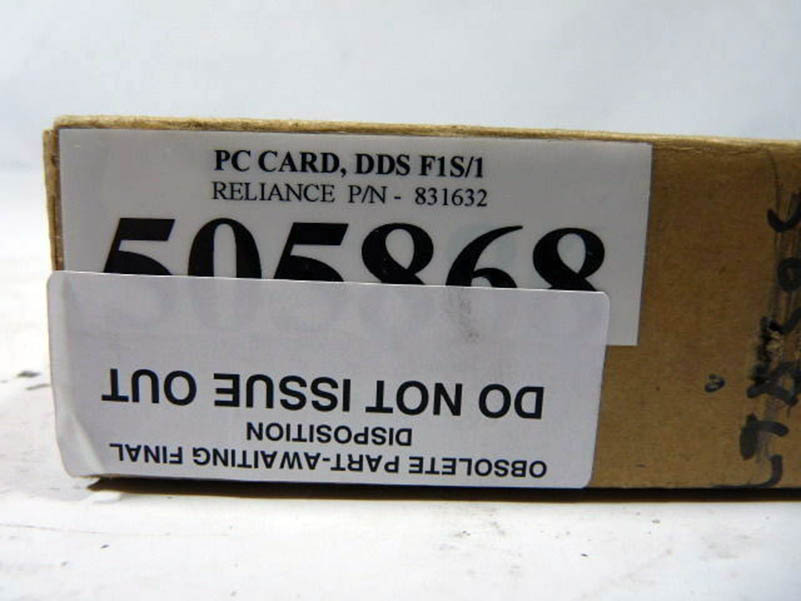 PC CARD, DDS F1S/1
RELIANCE P/N - 831632
505868
OBSOLETE PART-AWAITING FINAL
DISPOSITION
DO NOT ISSUE OUT